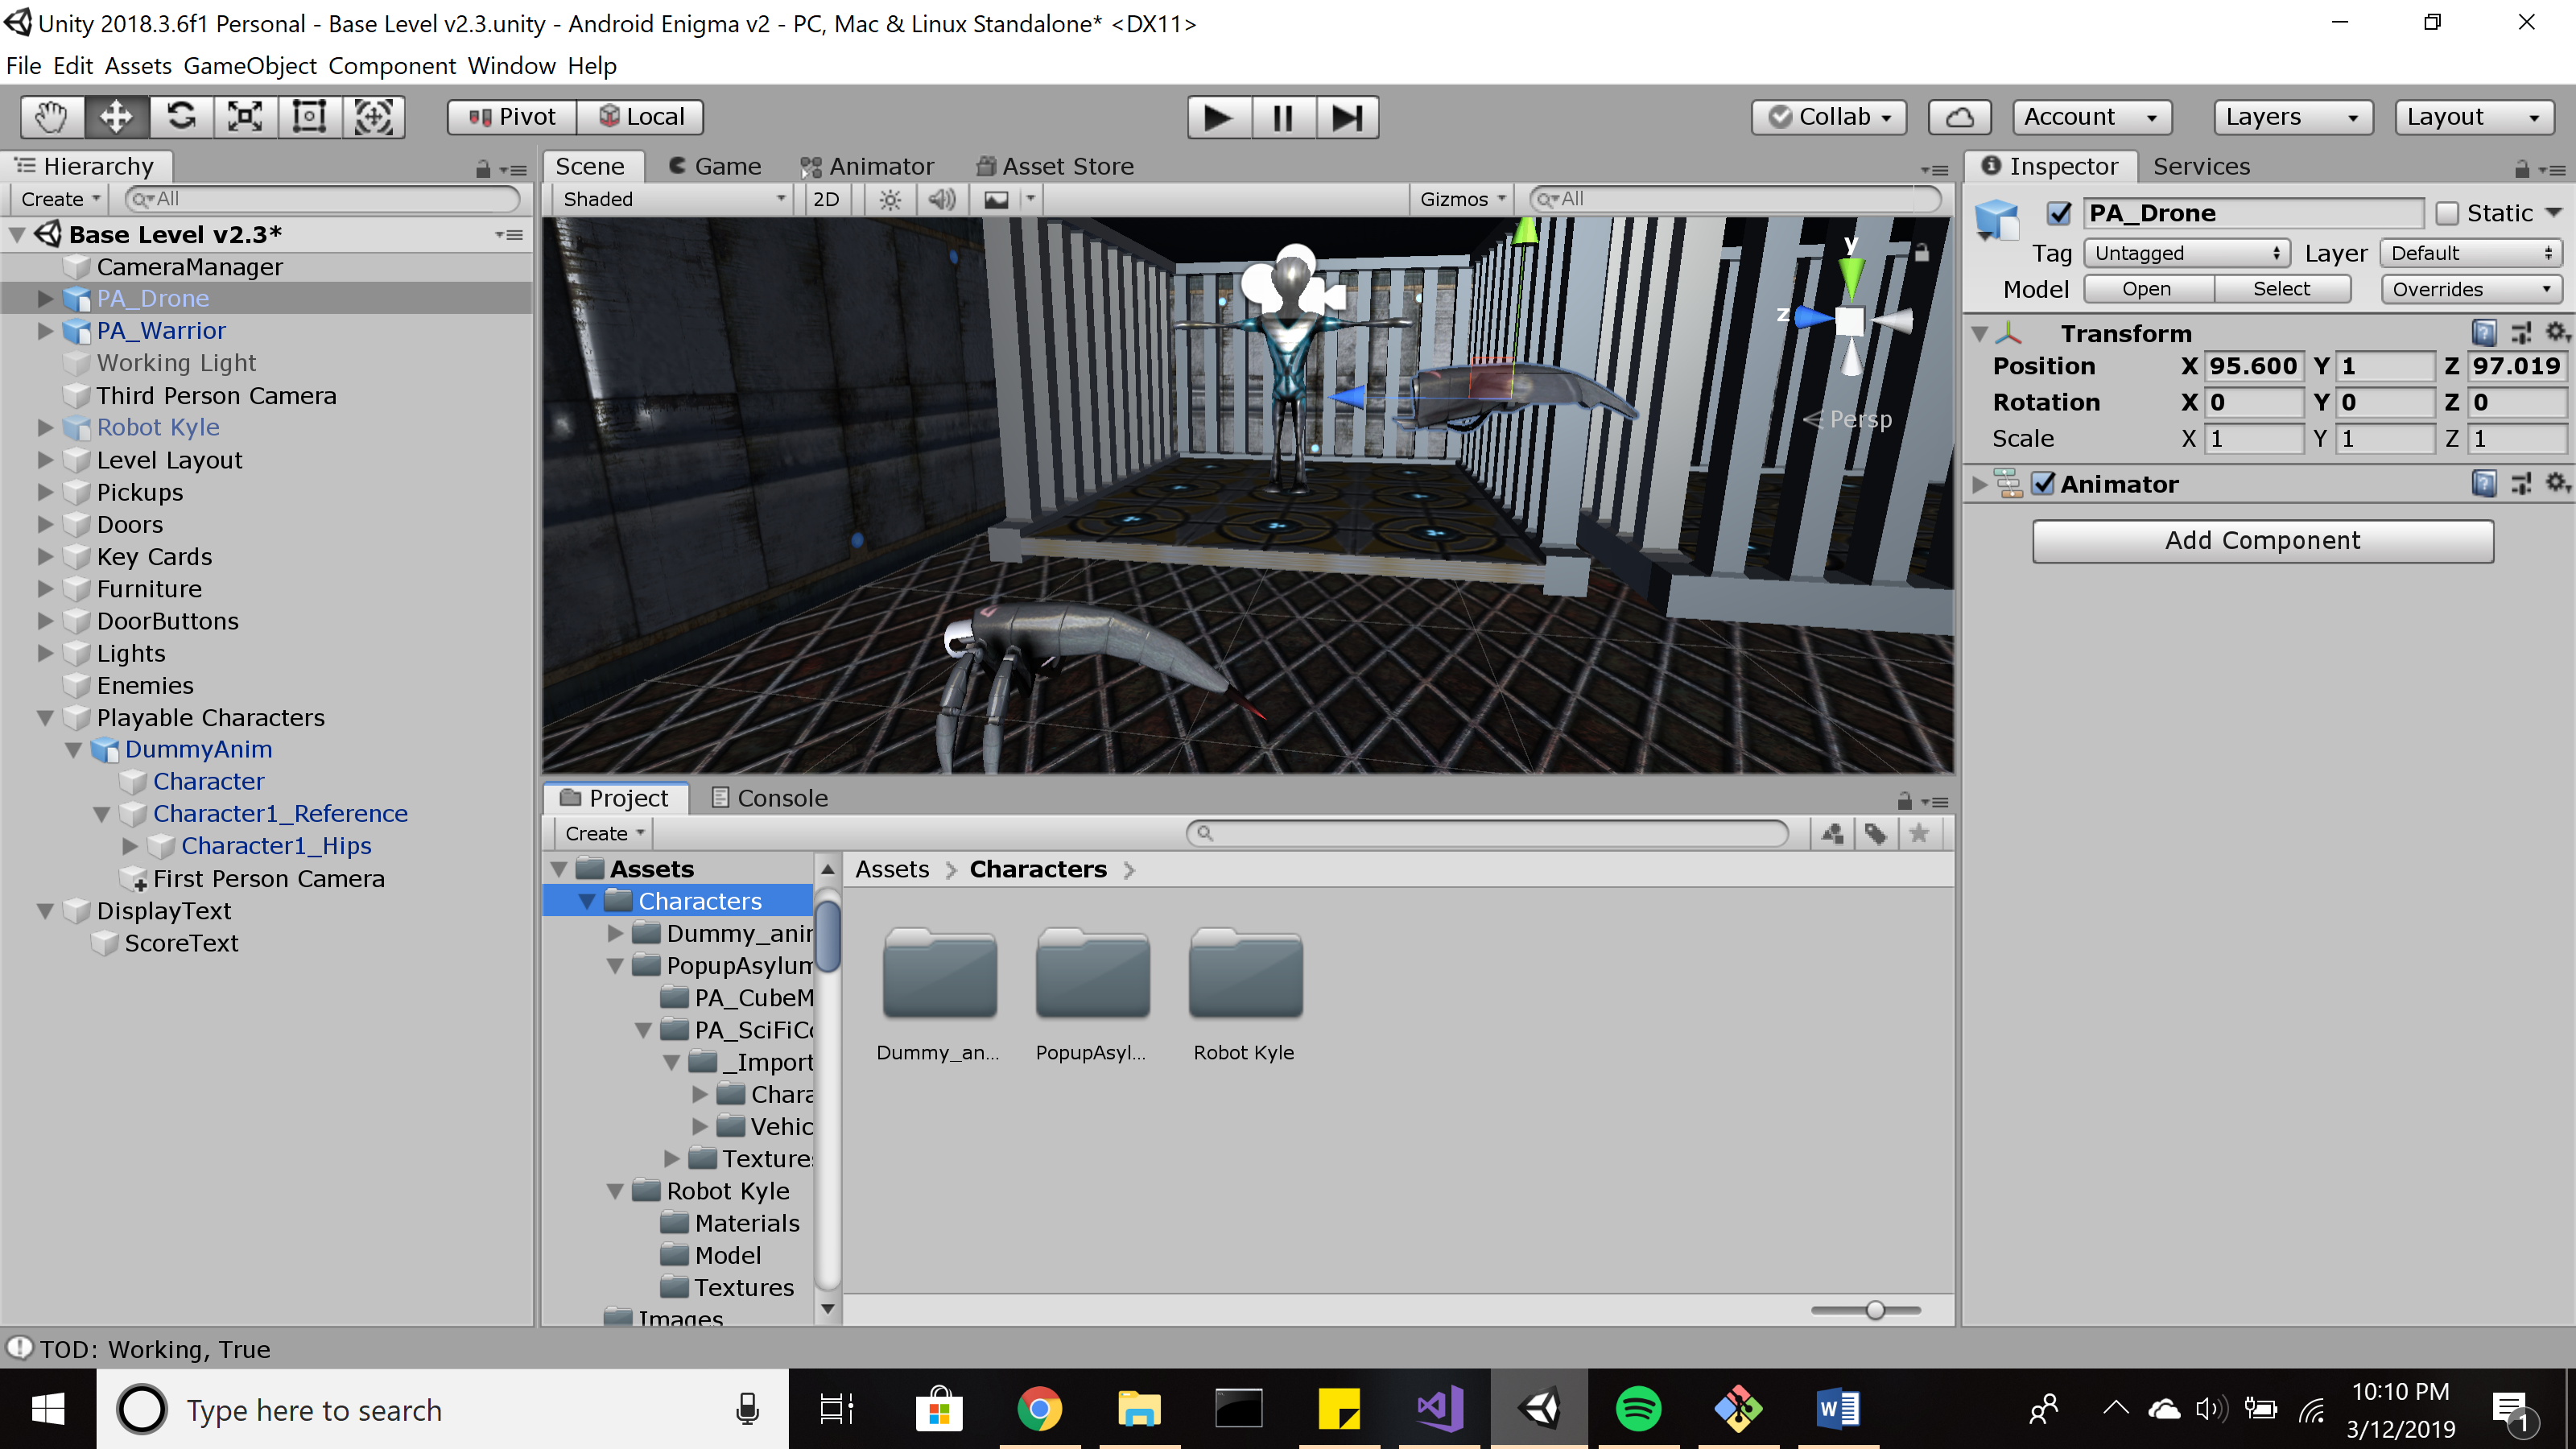 Unity 2018.3.6f1 Personal - Base Level v2.3.unity - Android Enigma v2 - PC, Mac & Linux Standalone* <DX11>
File Edit Assets GameObject Component Window Help
Pivot Local Collab Account Layers Layout
Hierarchy
Create All
Base Level v2.3*
CameraManager
PA_Drone
PA_Warrior
Working Light
Third Person Camera
Robot Kyle
Level Layout
Pickups
Doors
Key Cards
Furniture
DoorButtons
Lights
Enemies
Playable Characters
DummyAnim
Character
Character1_Reference
Character1_Hips
First Person Camera
DisplayText
ScoreText
Scene Game Animator Asset Store
Shaded 2D Gizmos All
y
z
Persp
Project Console
Create
Assets
Characters
Dummy_anir
PopupAsylum
PA_CubeM
PA_SciFiCo
_Import
Chara
Vehic
Textures
Robot Kyle
Materials
Model
Textures
Images
Assets Characters
Dummy_an... PopupAsyl... Robot Kyle
Inspector Services
PA_Drone Static
Tag Untagged Layer Default
Model Open Select Overrides
Transform
Position X 95.600 Y 1 Z 97.019
Rotation X 0 Y 0 Z 0
Scale X 1 Y 1 Z 1
Animator
Add Component
TOD: Working, True
Type here to search
10:10 PM
3/12/2019
1